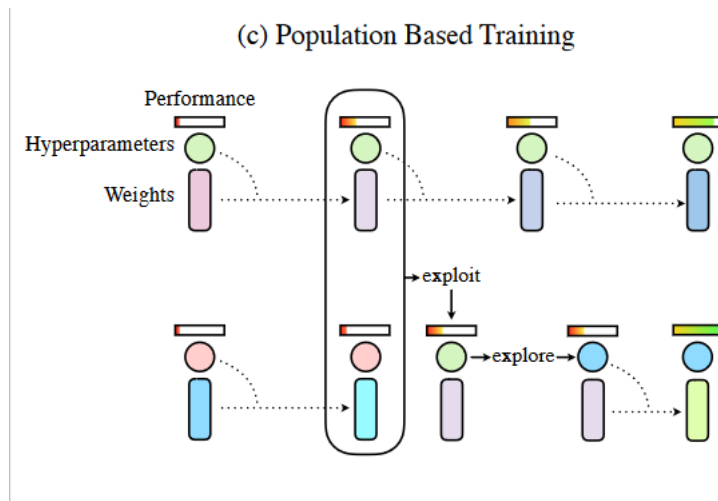 (c) Population Based Training
Performance
Hyperparameters
Weights
exploit
explore